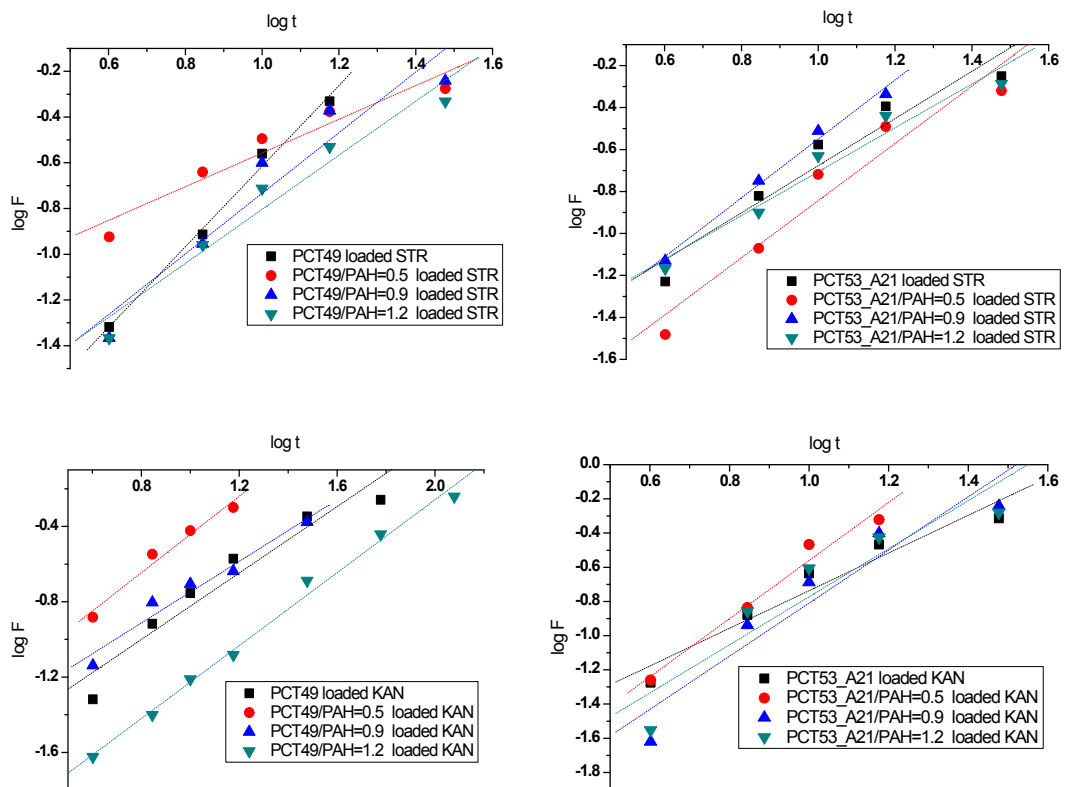 log t
0.6 0.8 1.0 1.2 1.4 1.6
-0.2
-0.4
-0.6
-0.8
-1.0
-1.2
-1.4
log F
PCT49 loaded STR
PCT49/PAH=0.5 loaded STR
PCT49/PAH=0.9 loaded STR
PCT49/PAH=1.2 loaded STR
log t
0.6 0.8 1.0 1.2 1.4 1.6
-0.2
-0.4
-0.6
-0.8
-1.0
-1.2
-1.4
-1.6
log F
PCT53_A21 loaded STR
PCT53_A21/PAH=0.5 loaded STR
PCT53_A21/PAH=0.9 loaded STR
PCT53_A21/PAH=1.2 loaded STR
log t
0.8 1.2 1.6 2.0
-0.4
-0.8
-1.2
-1.6
log F
PCT49 loaded KAN
PCT49/PAH=0.5 loaded KAN
PCT49/PAH=0.9 loaded KAN
PCT49/PAH=1.2 loaded KAN
log t
0.6 0.8 1.0 1.2 1.4 1.6
0.0
-0.2
-0.4
-0.6
-0.8
-1.0
-1.2
-1.4
-1.6
-1.8
log F
PCT53_A21 loaded KAN
PCT53_A21/PAH=0.5 loaded KAN
PCT53_A21/PAH=0.9 loaded KAN
PCT53_A21/PAH=1.2 loaded KAN